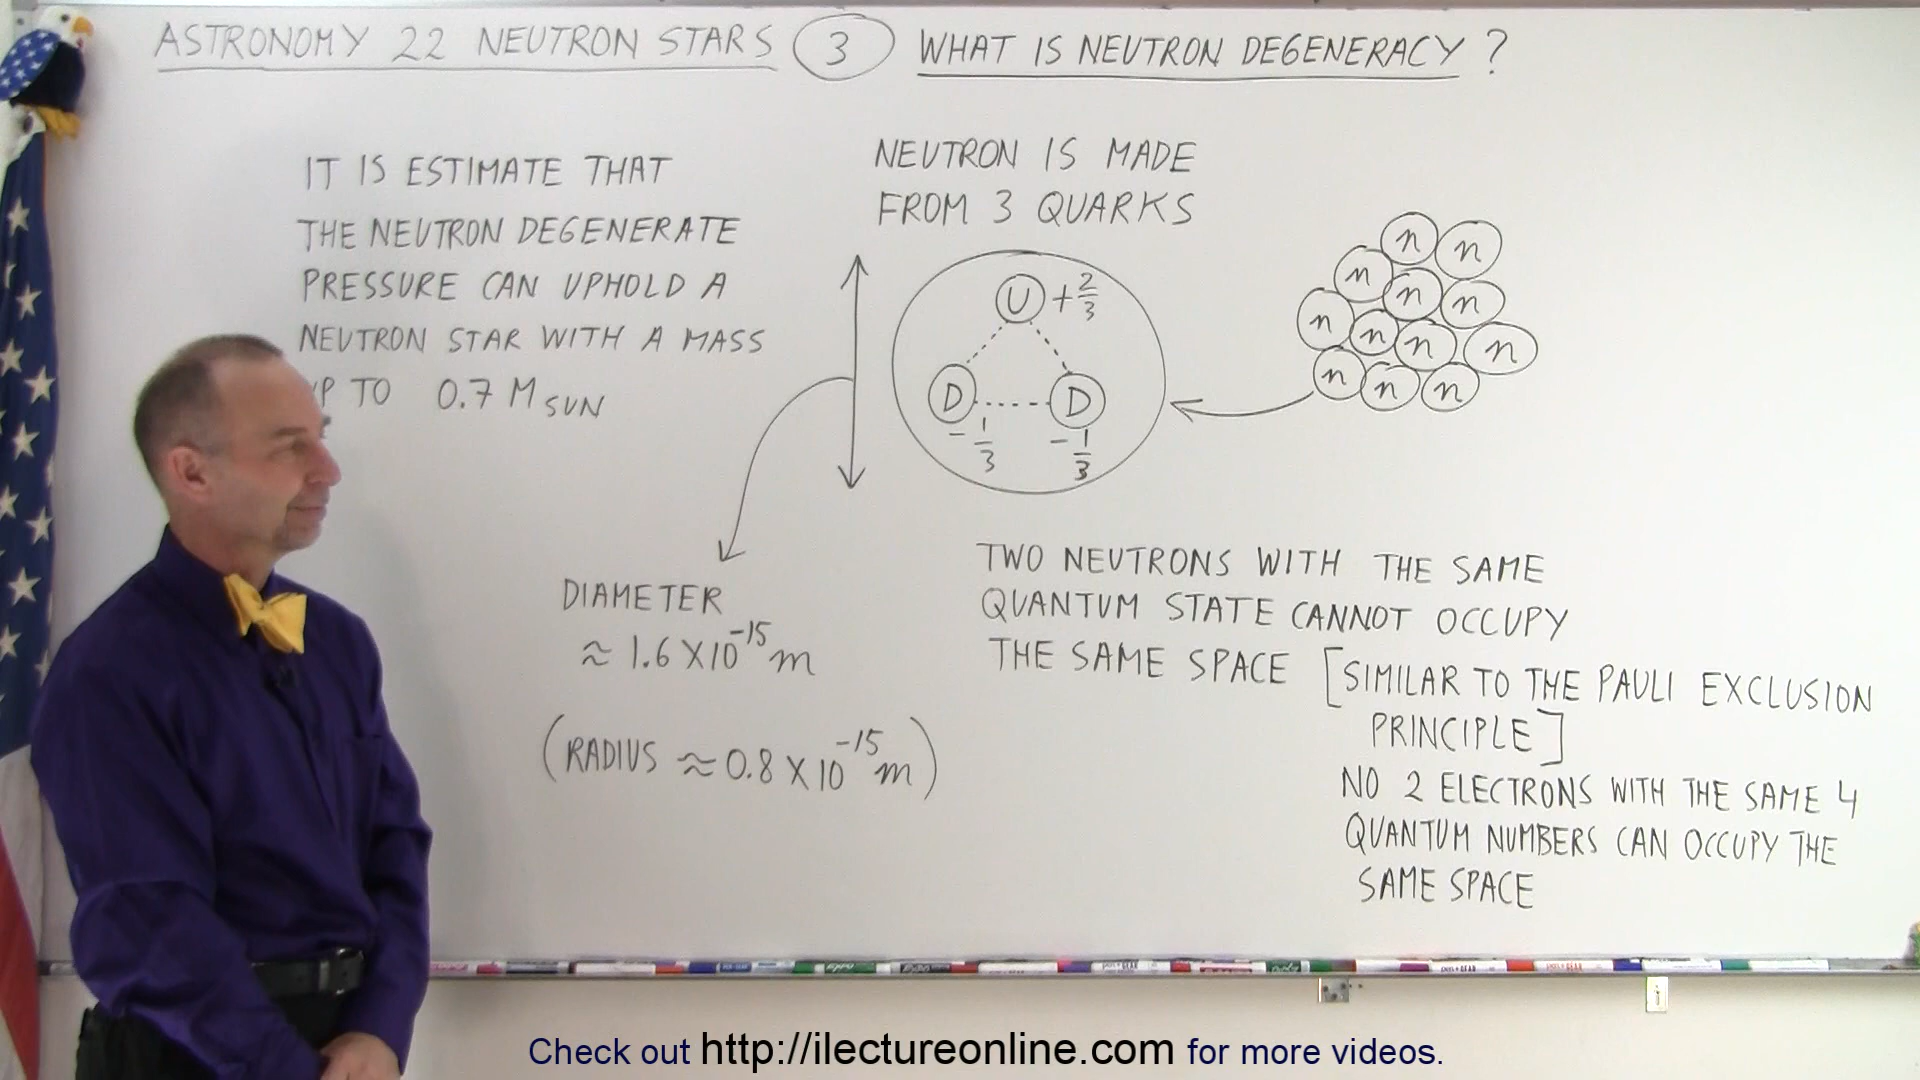 ASTRONOMY 22 NEUTRON STARS 3 WHAT IS NEUTRON DEGENERACY ?
IT IS ESTIMATE THAT
THE NEUTRON DEGENERATE
PRESSURE CAN UPHOLD A
NEUTRON STAR WITH A MASS
UP TO 0.7 M SUN
NEUTRON IS MADE
FROM 3 QUARKS
U +2/3
D D
-1/3 -1/3
n n
n n n
n n n n
n n n
DIAMETER
≈ 1.6 X 10^-15 m
(RADIUS ≈ 0.8 X 10^-15 m)
TWO NEUTRONS WITH THE SAME
QUANTUM STATE CANNOT OCCUPY
THE SAME SPACE [SIMILAR TO THE PAULI EXCLUSION
PRINCIPLE]
NO 2 ELECTRONS WITH THE SAME 4
QUANTUM NUMBERS CAN OCCUPY THE
SAME SPACE
Check out http://ilectureonline.com for more videos.